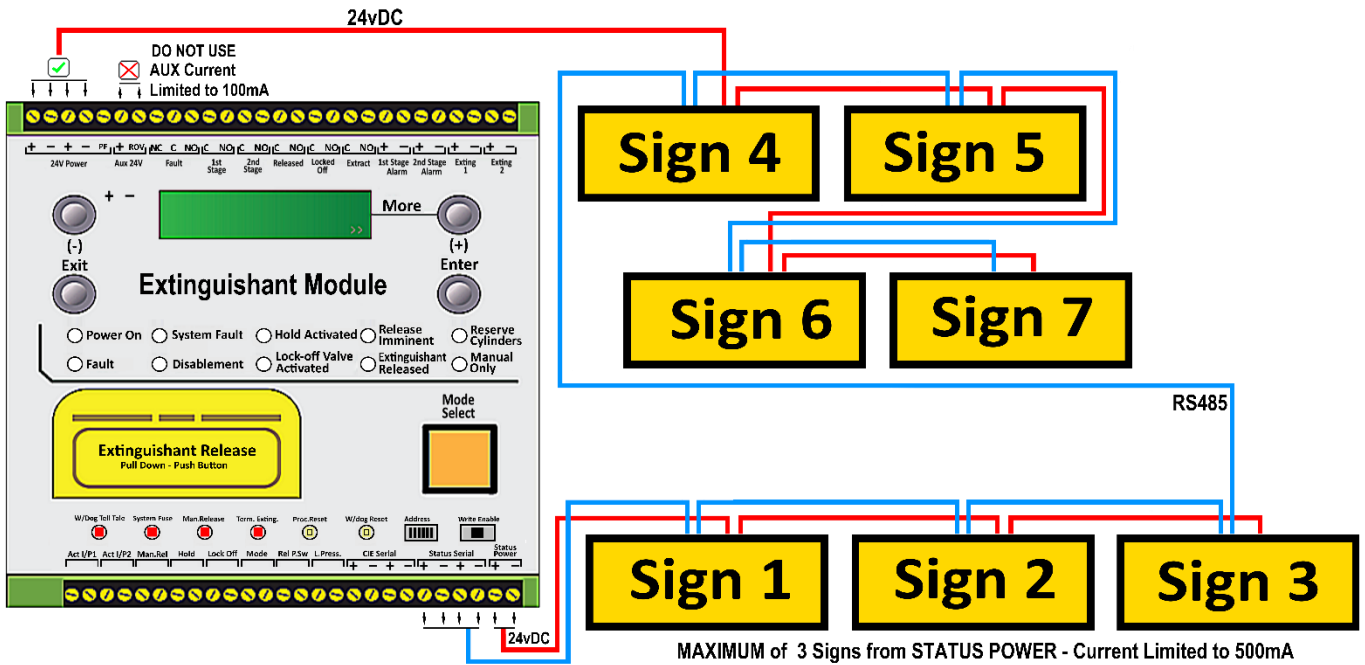 24vDC
DO NOT USE
AUX Current
Limited to 100mA
+ - + - PF + ROV NC C NO C NO C NO C NO C NO C NO + - + - + - + -
24V Power Aux 24V Fault 1st Stage 2nd Stage Released Locked Off Extract 1st Stage Alarm 2nd Stage Alarm Exting 1 Exting 2
+ -
More
>>
(-)
(+)
Exit
Enter
Extinguishant Module
Power On System Fault Hold Activated Release Imminent Reserve Cylinders
Fault Disablement Lock-off Valve Activated Extinguishant Released Manual Only
Mode
Select
Extinguishant Release
Pull Down - Push Button
W/Dog Tell Tale System Fuse Man.Release Term. Exting. Proc.Reset W/dog Reset Address Write Enable
Act I/P1 Act I/P2 Man.Rel Hold Lock Off Mode Rel P.Sw L.Press. CIE Serial Status Serial Status Power
+ - + - + - + - + -
24vDC
Sign 4
Sign 5
Sign 6
Sign 7
RS485
Sign 1
Sign 2
Sign 3
MAXIMUM of 3 Signs from STATUS POWER - Current Limited to 500mA